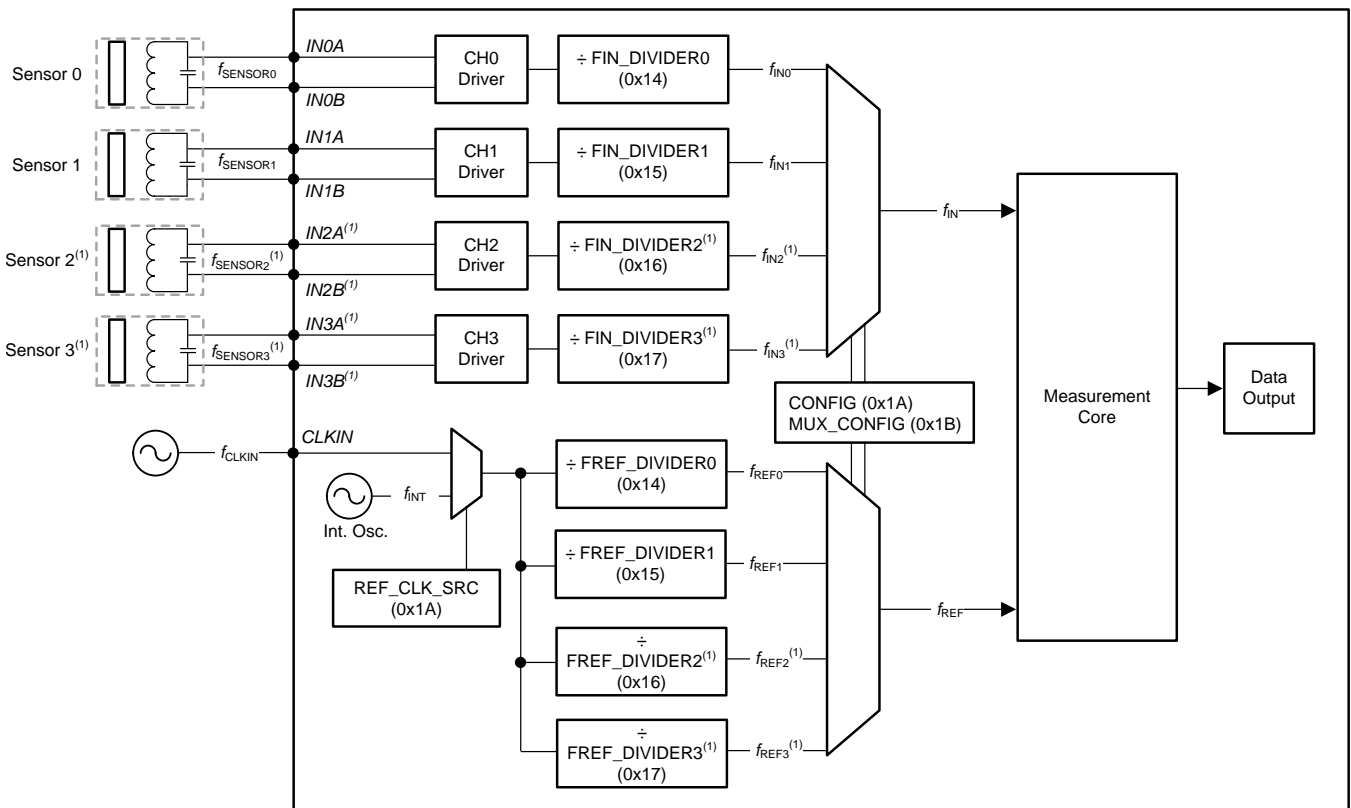 Sensor 0
fSENSOR0
IN0A
IN0B
CH0
Driver
÷ FIN_DIVIDER0
(0x14)
fIN0
Sensor 1
fSENSOR1
IN1A
IN1B
CH1
Driver
÷ FIN_DIVIDER1
(0x15)
fIN1
Sensor 2(1)
fSENSOR2(1)
IN2A(1)
IN2B(1)
CH2
Driver
÷ FIN_DIVIDER2(1)
(0x16)
fIN2(1)
Sensor 3(1)
fSENSOR3(1)
IN3A(1)
IN3B(1)
CH3
Driver
÷ FIN_DIVIDER3(1)
(0x17)
fIN3(1)
fIN
CONFIG (0x1A)
MUX_CONFIG (0x1B)
Measurement
Core
Data
Output
fCLKIN
CLKIN
fINT
Int. Osc.
REF_CLK_SRC
(0x1A)
÷ FREF_DIVIDER0
(0x14)
fREF0
÷ FREF_DIVIDER1
(0x15)
fREF1
÷
FREF_DIVIDER2(1)
(0x16)
fREF2(1)
÷
FREF_DIVIDER3(1)
(0x17)
fREF3(1)
fREF